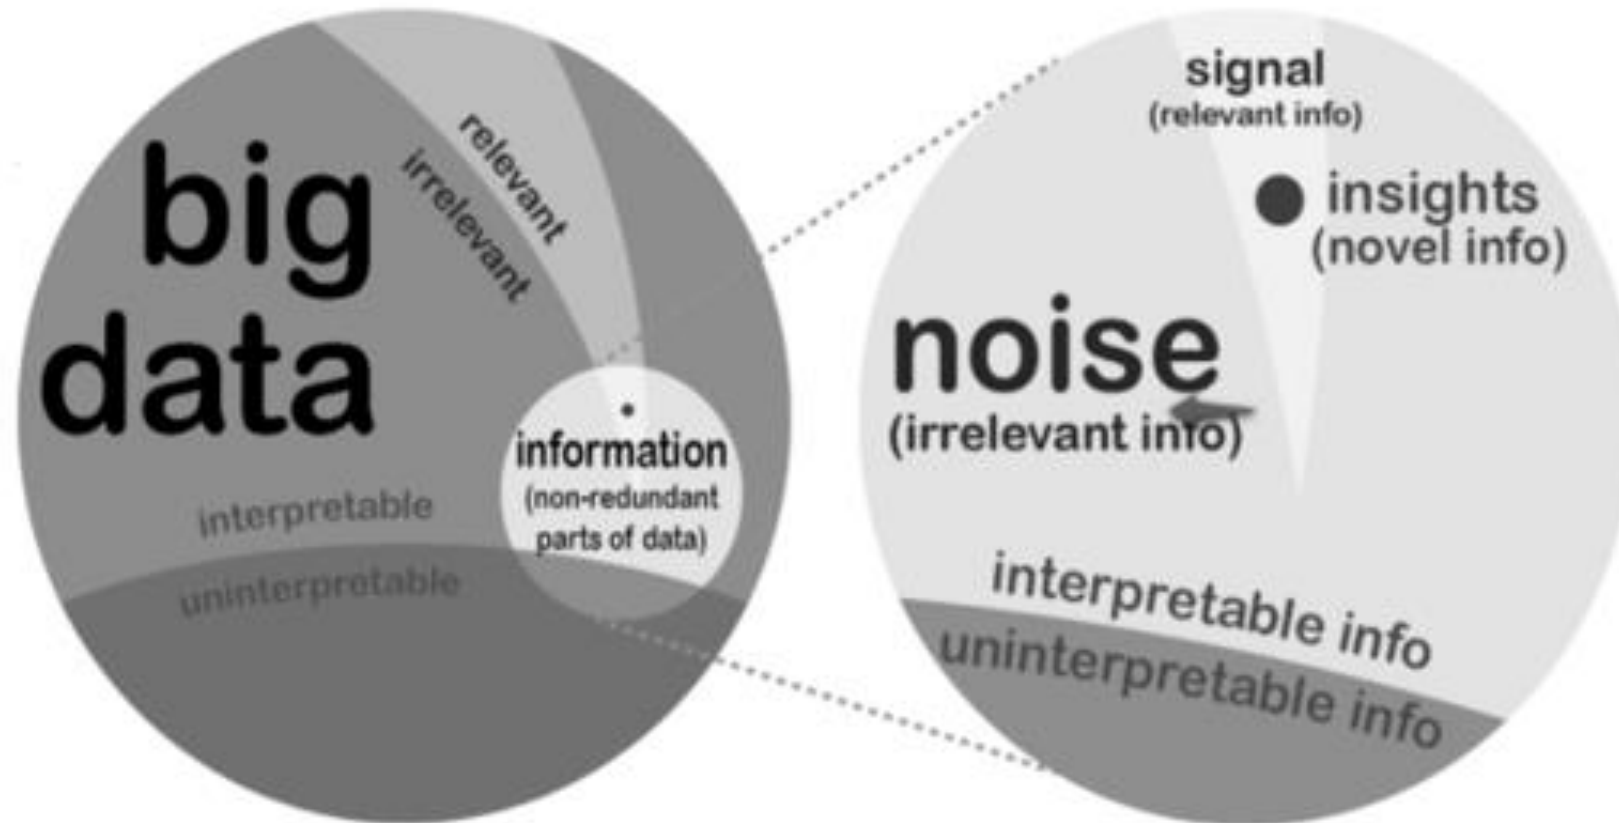 big
data
relevant
irrelevant
information
(non-redundant
parts of data)
interpretable
uninterpretable
signal
(relevant info)
insights
(novel info)
noise
(irrelevant info)
interpretable info
uninterpretable info